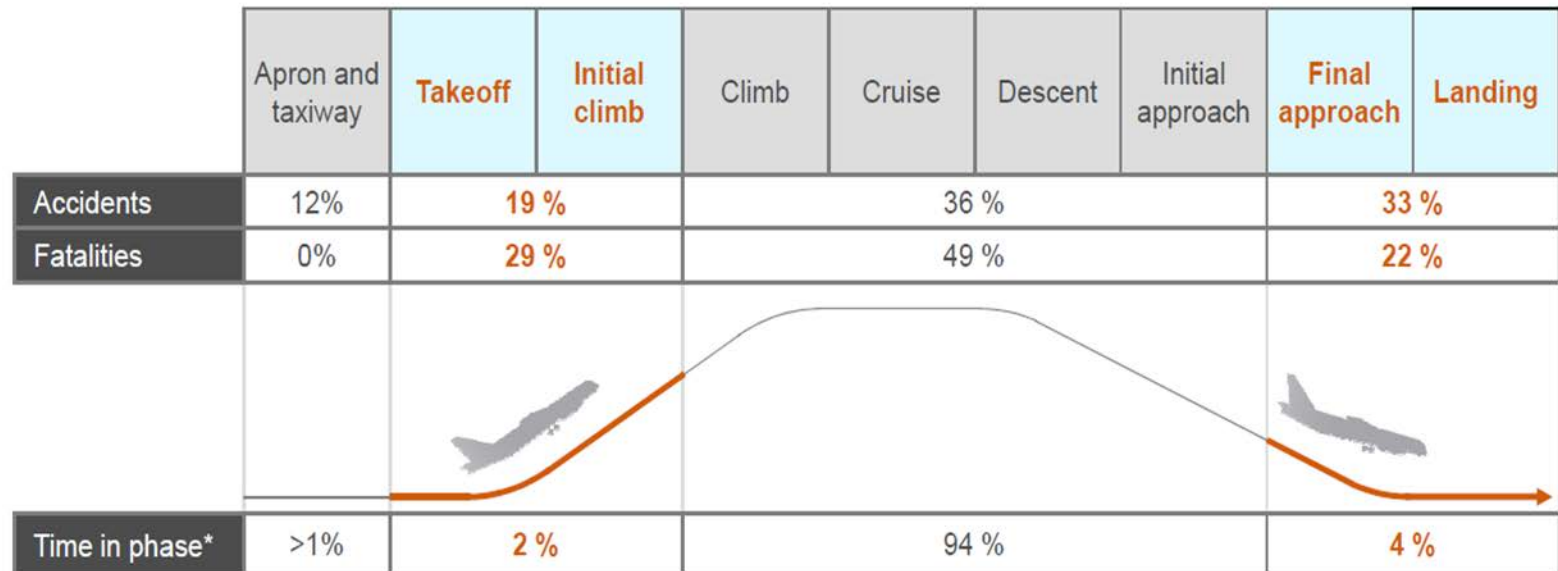 Apron and taxiway
Takeoff
Initial climb
Climb
Cruise
Descent
Initial approach
Final approach
Landing
Accidents 12% 19 % 36 % 33 %
Fatalities 0% 29 % 49 % 22 %
Time in phase* >1% 2 % 94 % 4 %